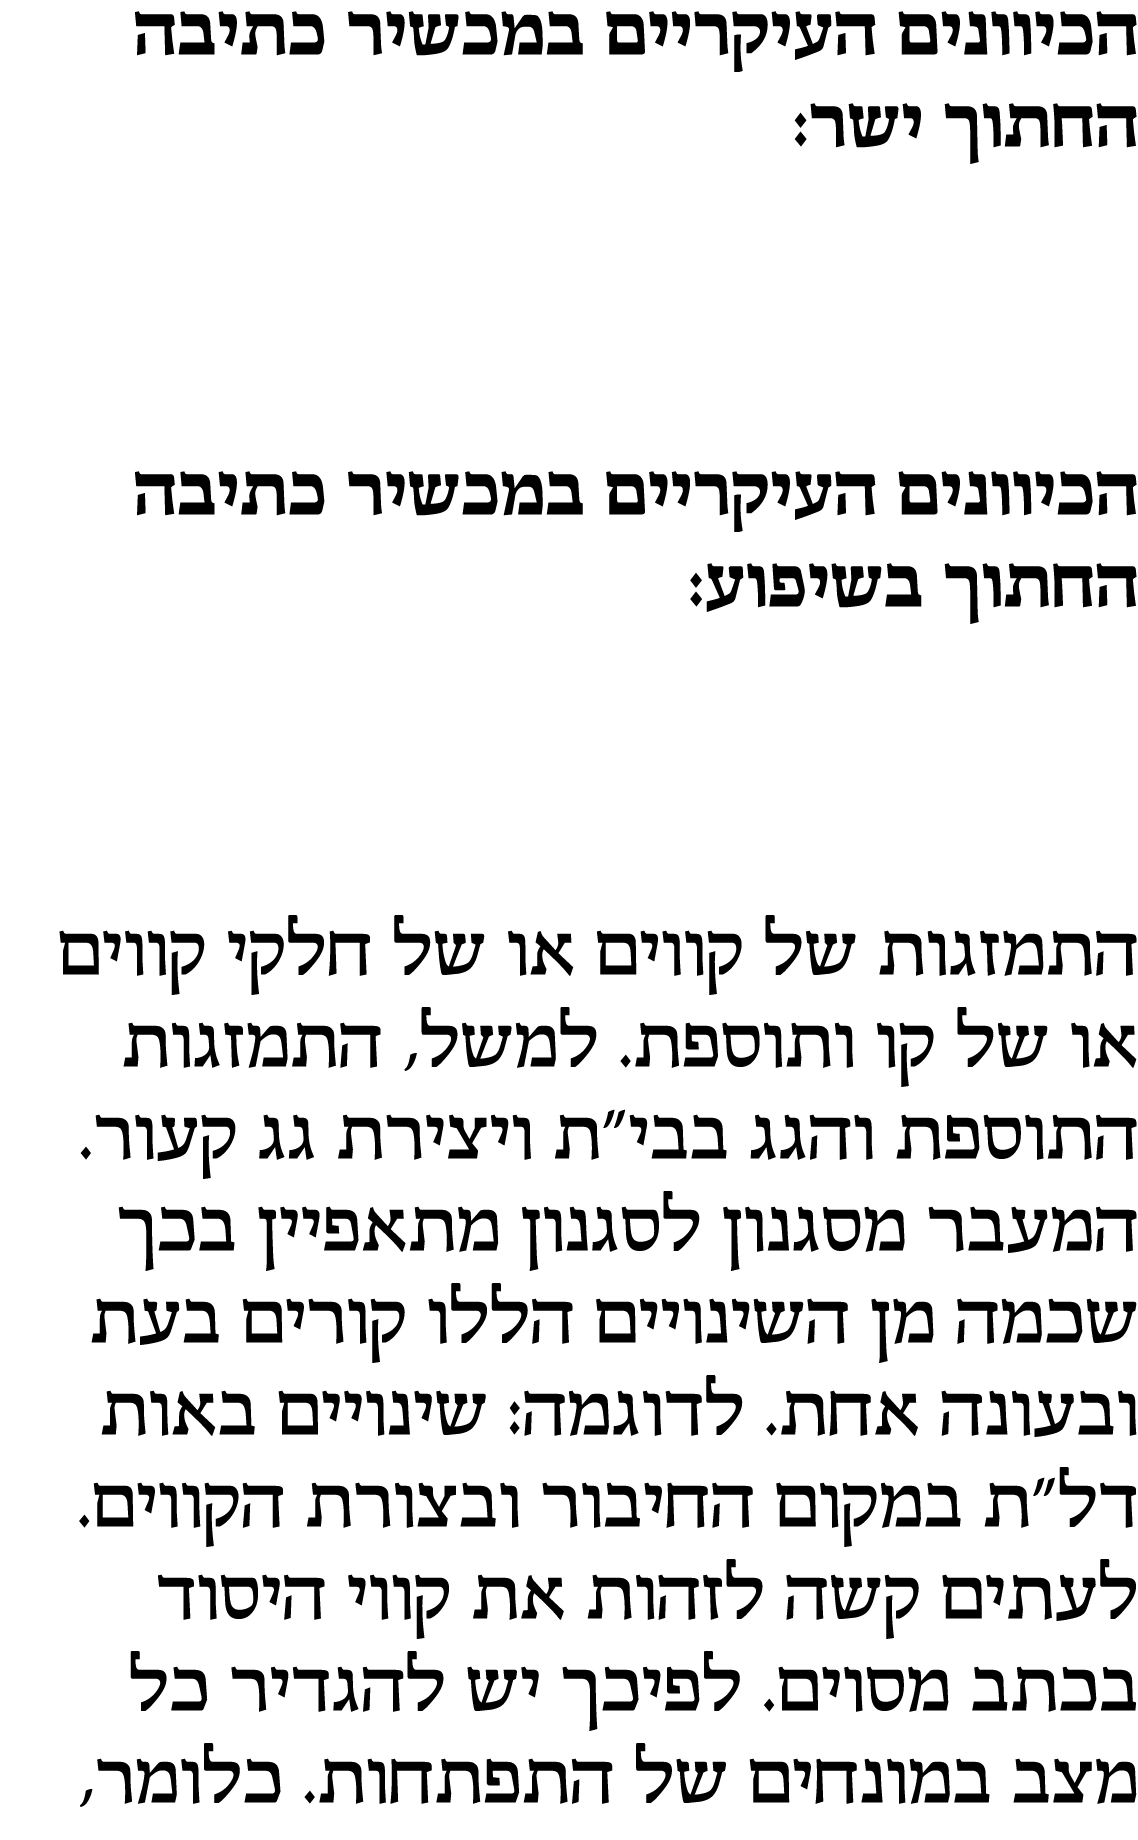 הכיוונים העיקריים במכשיר כתיבה
החתוך ישר:
הכיוונים העיקריים במכשיר כתיבה
החתוך בשיפוע:
התמזגות של קווים או של חלקי קווים
או של קו ותוספת. למשל, התמזגות
התוספת והגג בבי״ת ויצירת גג קעור.
המעבר מסגנון לסגנון מתאפיין בכך
שכמה מן השינויים הללו קורים בעת
ובעונה אחת. לדוגמה: שינויים באות
דל״ת במקום החיבור ובצורת הקווים.
לעתים קשה לזהות את קווי היסוד
בכתב מסוים. לפיכך יש להגדיר כל
מצב במונחים של התפתחות. כלומר,